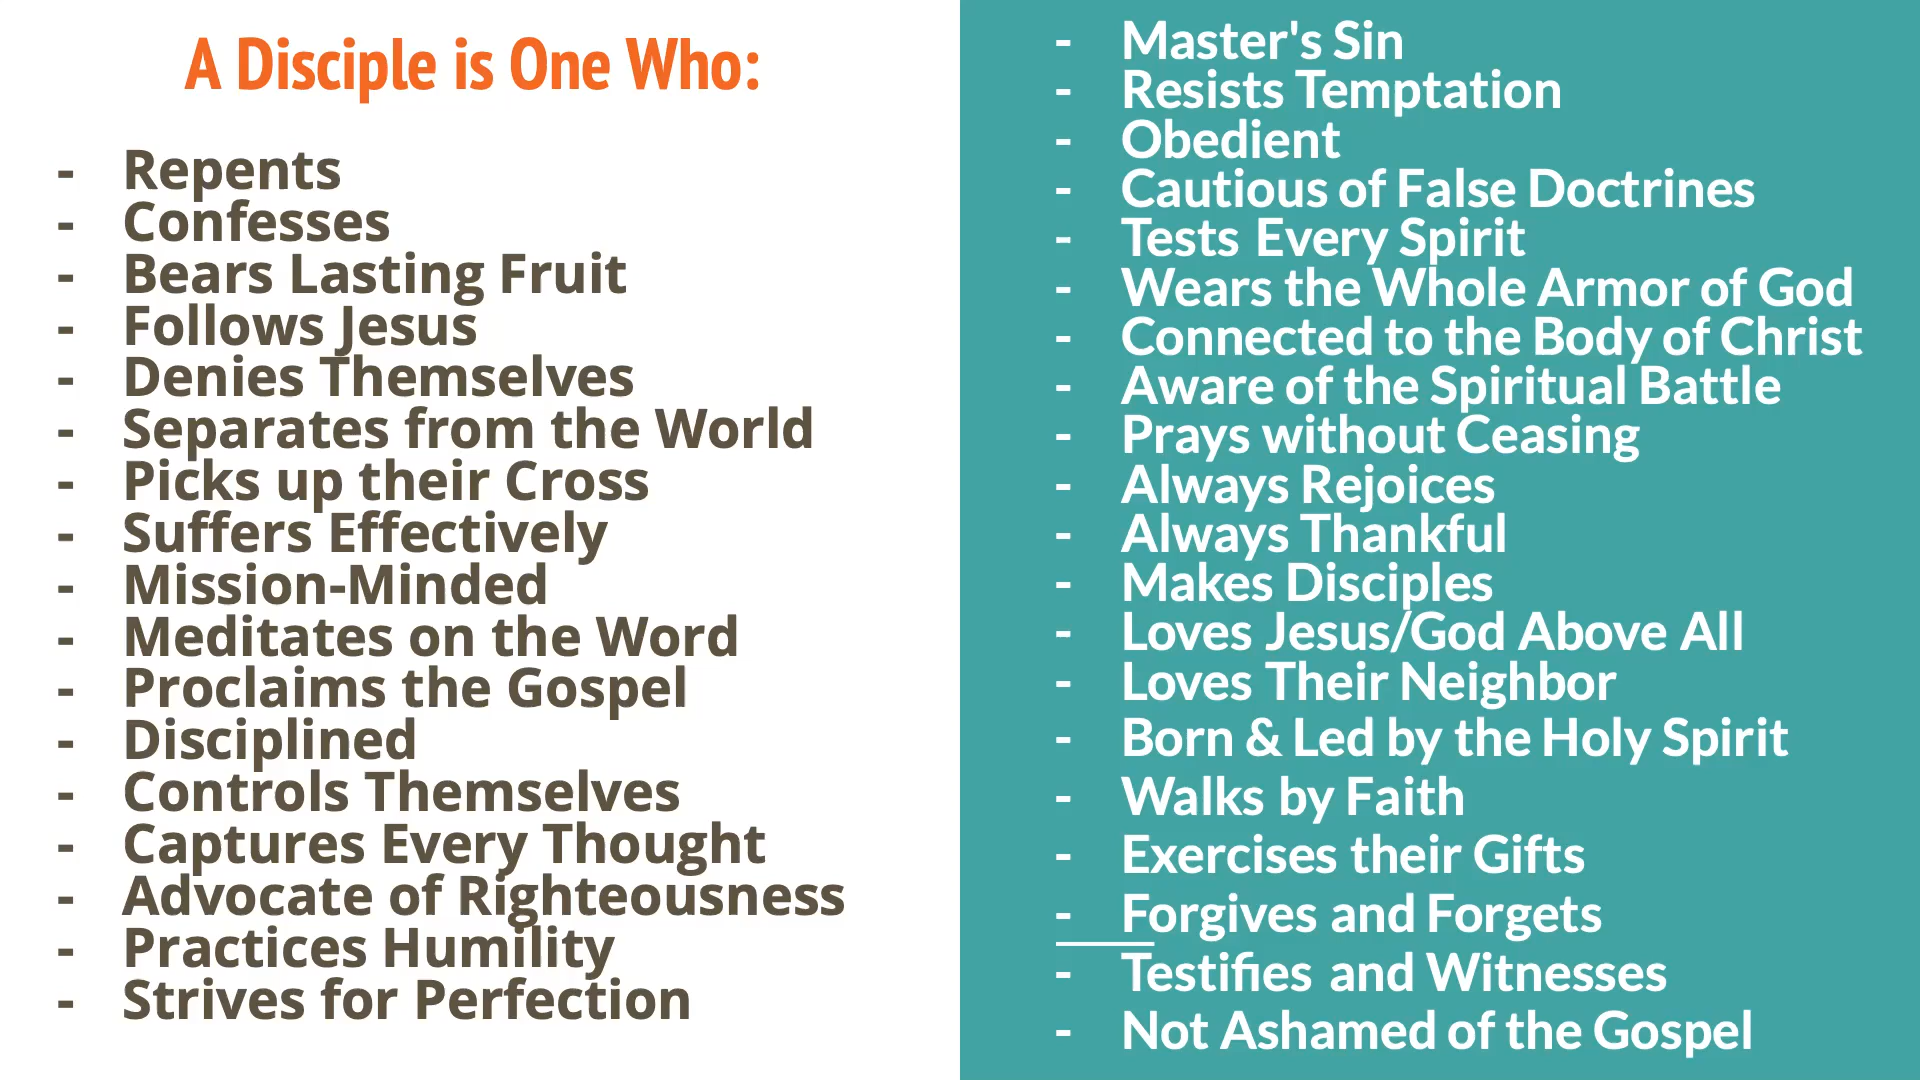 A Disciple is One Who:
- Repents
- Confesses
- Bears Lasting Fruit
- Follows Jesus
- Denies Themselves
- Separates from the World
- Picks up their Cross
- Suffers Effectively
- Mission-Minded
- Meditates on the Word
- Proclaims the Gospel
- Disciplined
- Controls Themselves
- Captures Every Thought
- Advocate of Righteousness
- Practices Humility
- Strives for Perfection
- Master's Sin
- Resists Temptation
- Obedient
- Cautious of False Doctrines
- Tests Every Spirit
- Wears the Whole Armor of God
- Connected to the Body of Christ
- Aware of the Spiritual Battle
- Prays without Ceasing
- Always Rejoices
- Always Thankful
- Makes Disciples
- Loves Jesus/God Above All
- Loves Their Neighbor
- Born & Led by the Holy Spirit
- Walks by Faith
- Exercises their Gifts
- Forgives and Forgets
- Testifies and Witnesses
- Not Ashamed of the Gospel